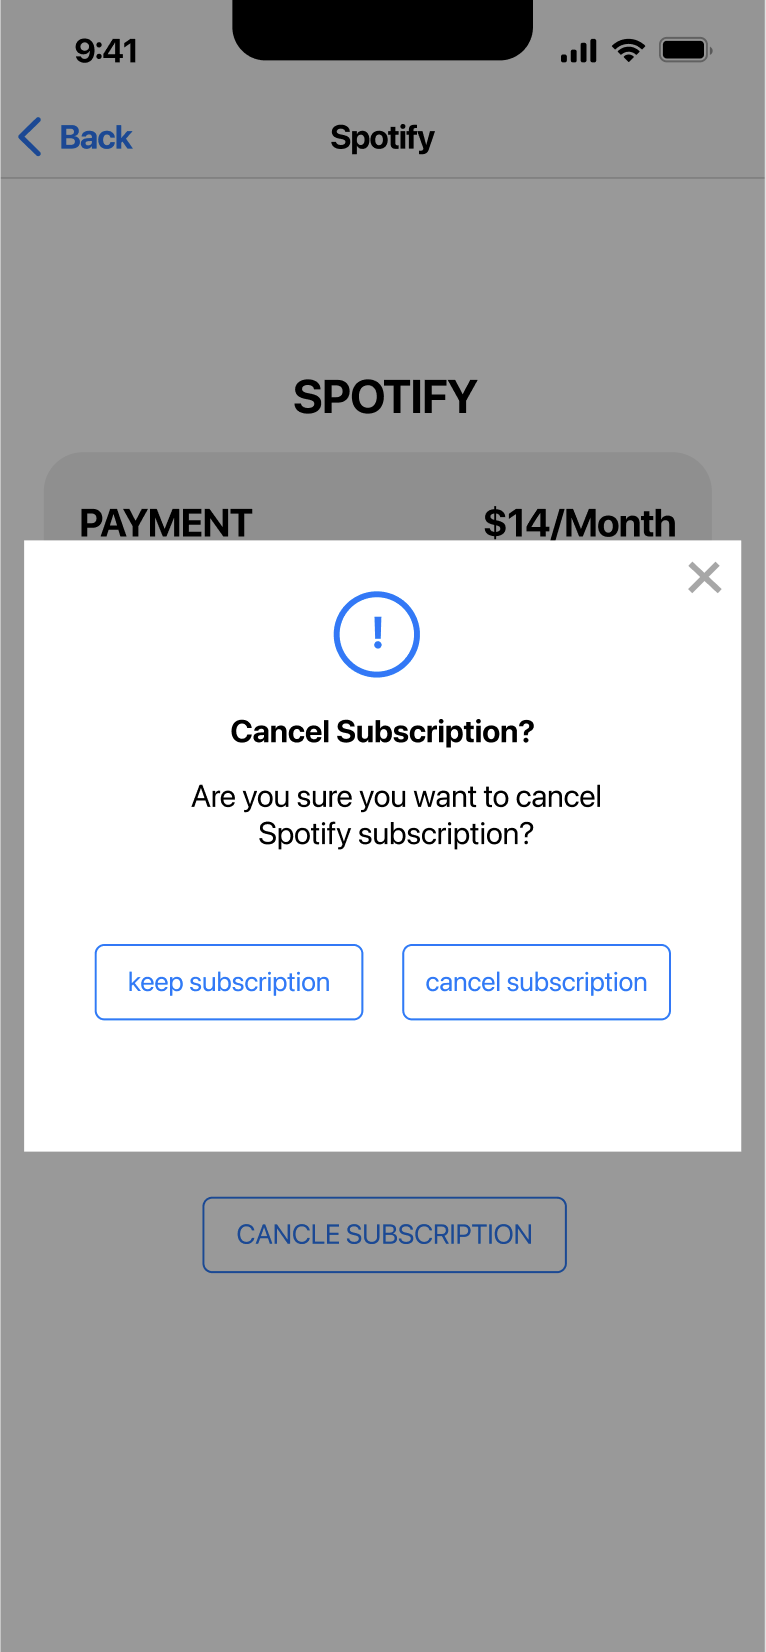 9:41
Back
Spotify
SPOTIFY
PAYMENT $14/Month
!
Cancel Subscription?
Are you sure you want to cancel
Spotify subscription?
keep subscription
cancel subscription
CANCLE SUBSCRIPTION